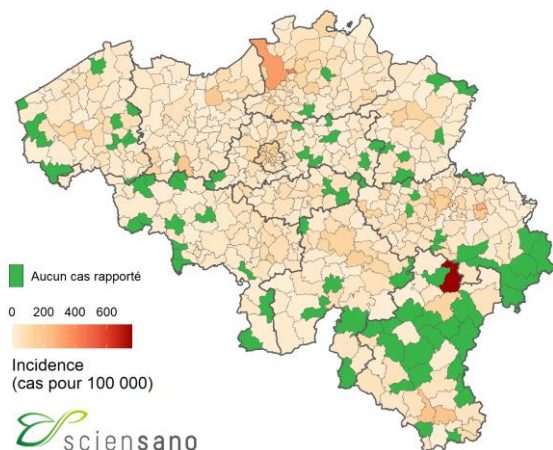 Aucun cas rapporté
0 200 400 600
Incidence
(cas pour 100 000)
sciensano